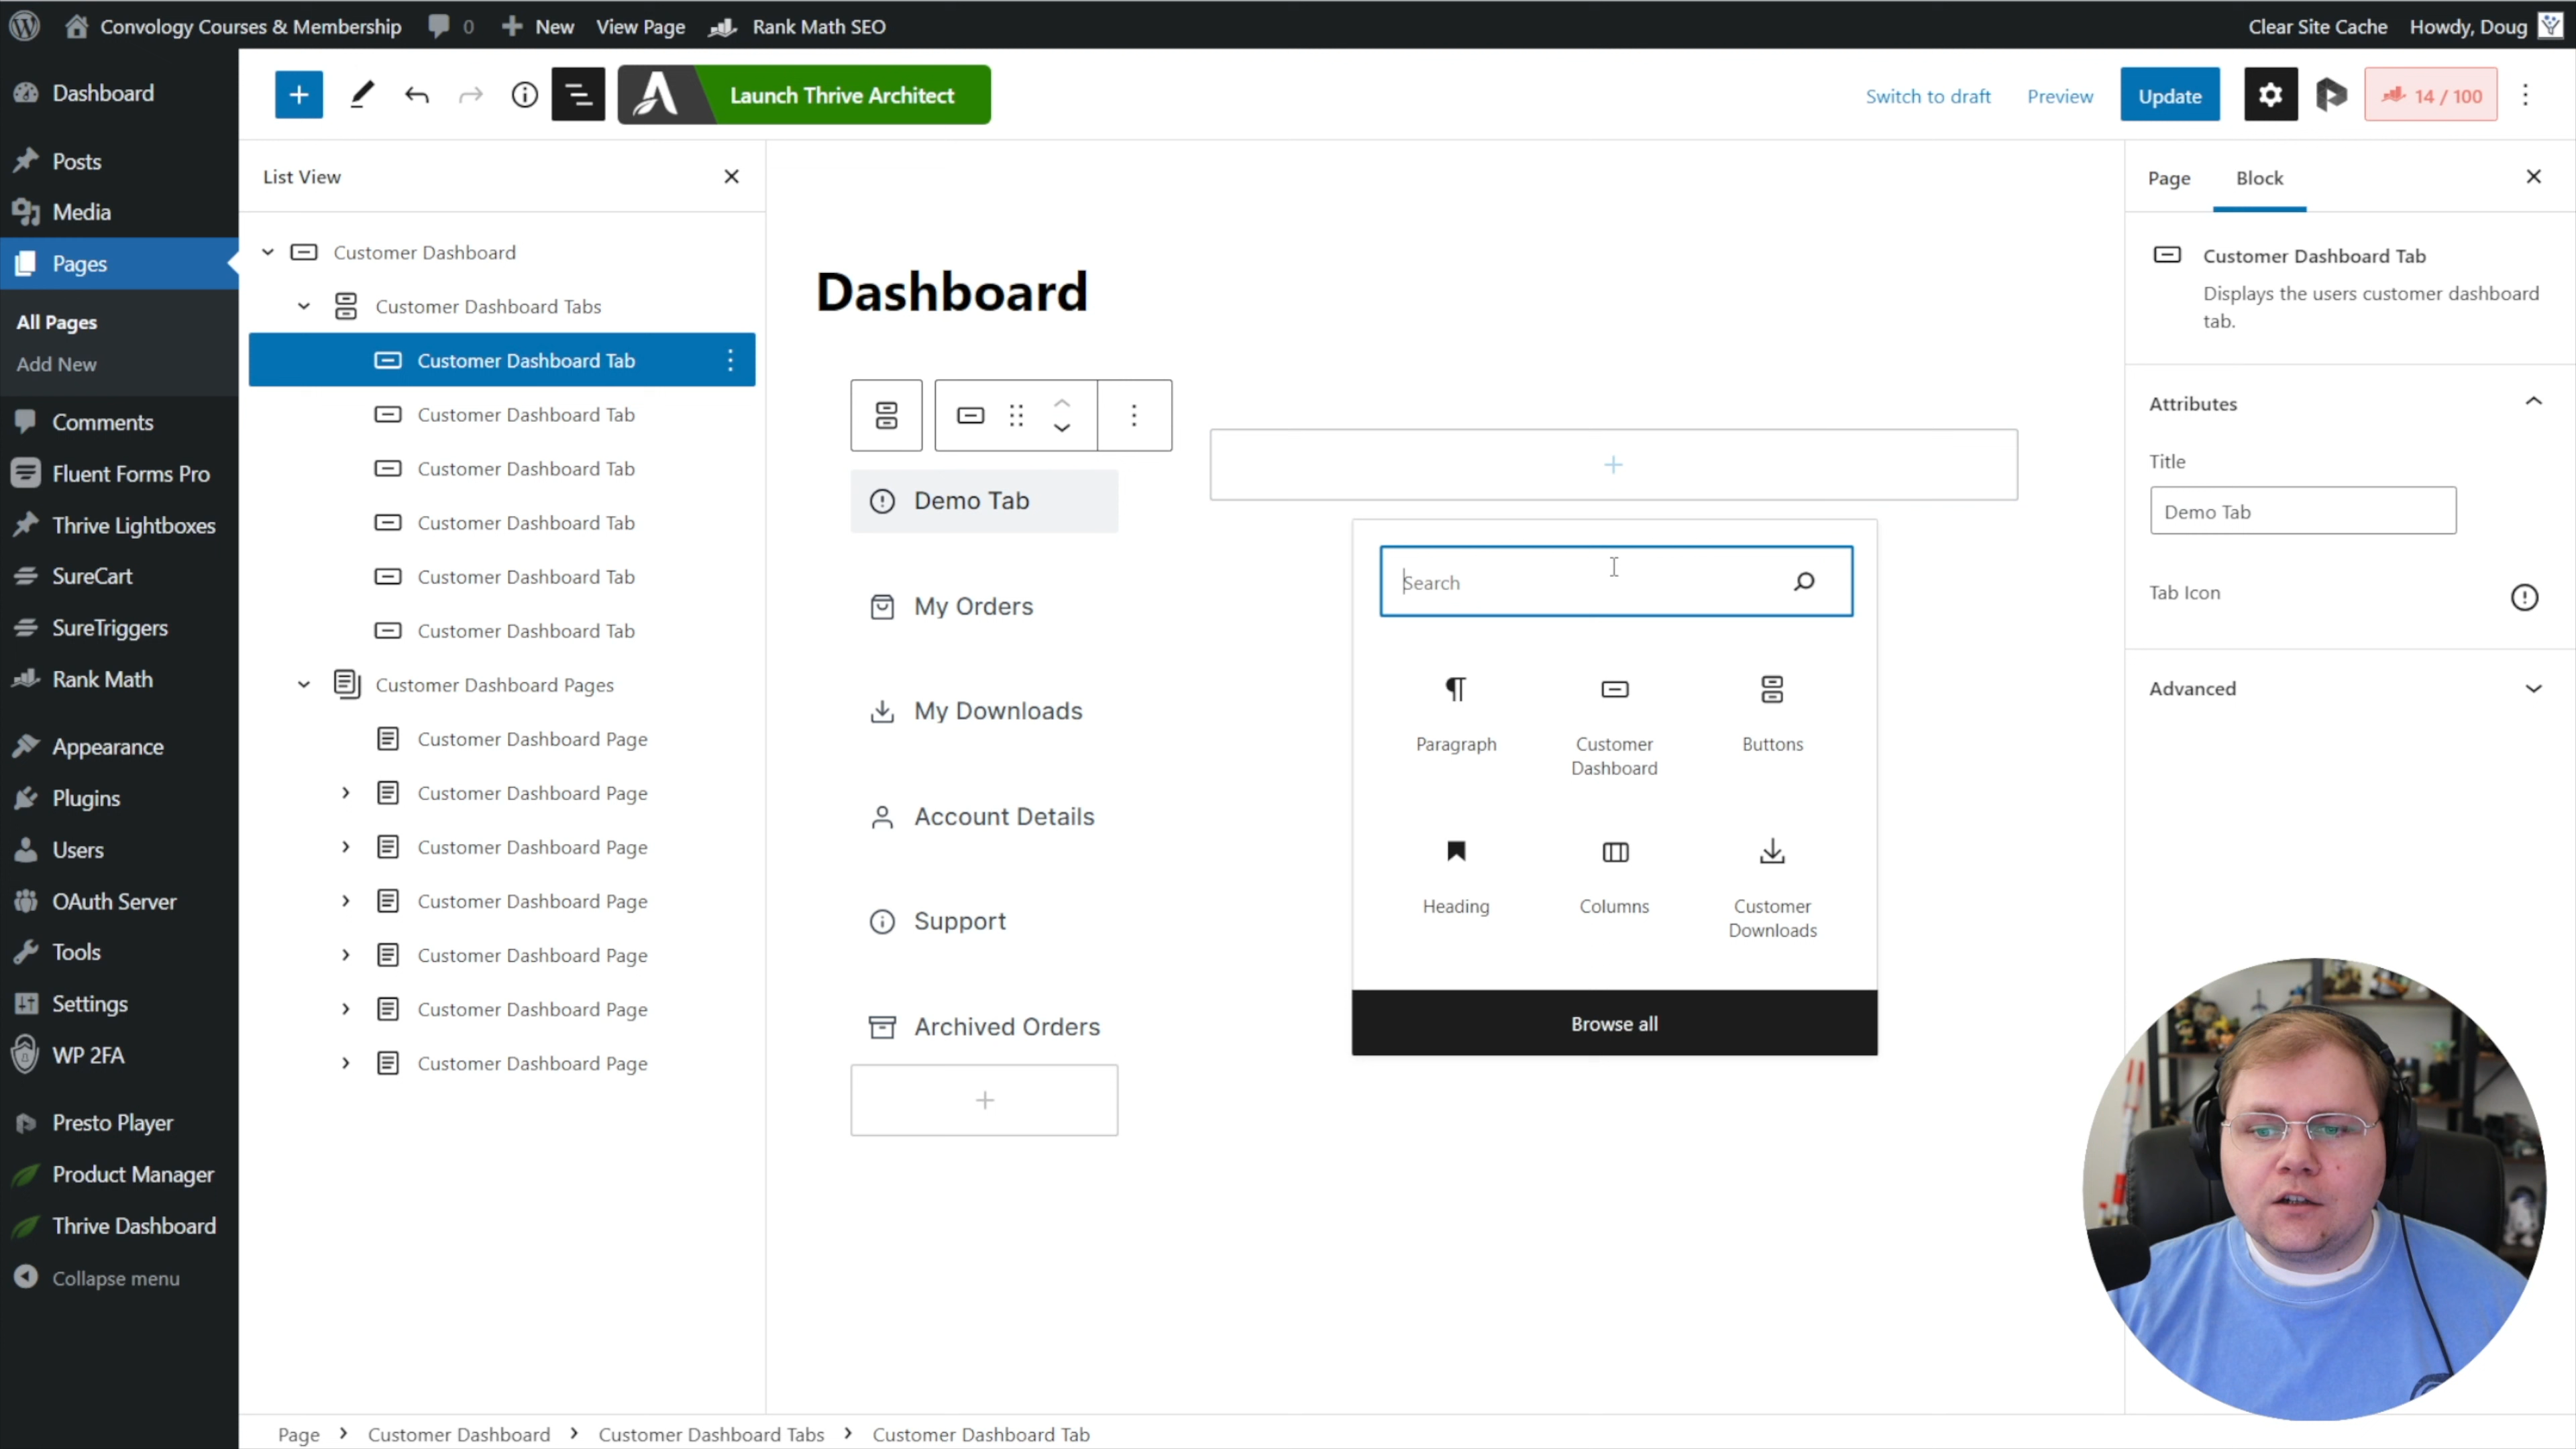 Convology Courses & Membership 0 New View Page Rank Math SEO Clear Site Cache Howdy, Doug
Dashboard
Posts
Media
Pages
All Pages
Add New
Comments
Fluent Forms Pro
Thrive Lightboxes
SureCart
SureTriggers
Rank Math
Appearance
Plugins
Users
OAuth Server
Tools
Settings
WP 2FA
Presto Player
Product Manager
Thrive Dashboard
Collapse menu
Launch Thrive Architect
Switch to draft Preview Update 14 / 100
List View
Customer Dashboard
Customer Dashboard Tabs
Customer Dashboard Tab
Customer Dashboard Tab
Customer Dashboard Tab
Customer Dashboard Tab
Customer Dashboard Tab
Customer Dashboard Tab
Customer Dashboard Pages
Customer Dashboard Page
Customer Dashboard Page
Customer Dashboard Page
Customer Dashboard Page
Customer Dashboard Page
Customer Dashboard Page
Customer Dashboard Page
Dashboard
Demo Tab
My Orders
My Downloads
Account Details
Support
Archived Orders
Search
Paragraph
Customer
Dashboard
Buttons
Heading
Columns
Customer
Downloads
Browse all
Page Block
Customer Dashboard Tab
Displays the users customer dashboard
tab.
Attributes
Title
Demo Tab
Tab Icon
Advanced
Page Customer Dashboard Customer Dashboard Tabs Customer Dashboard Tab